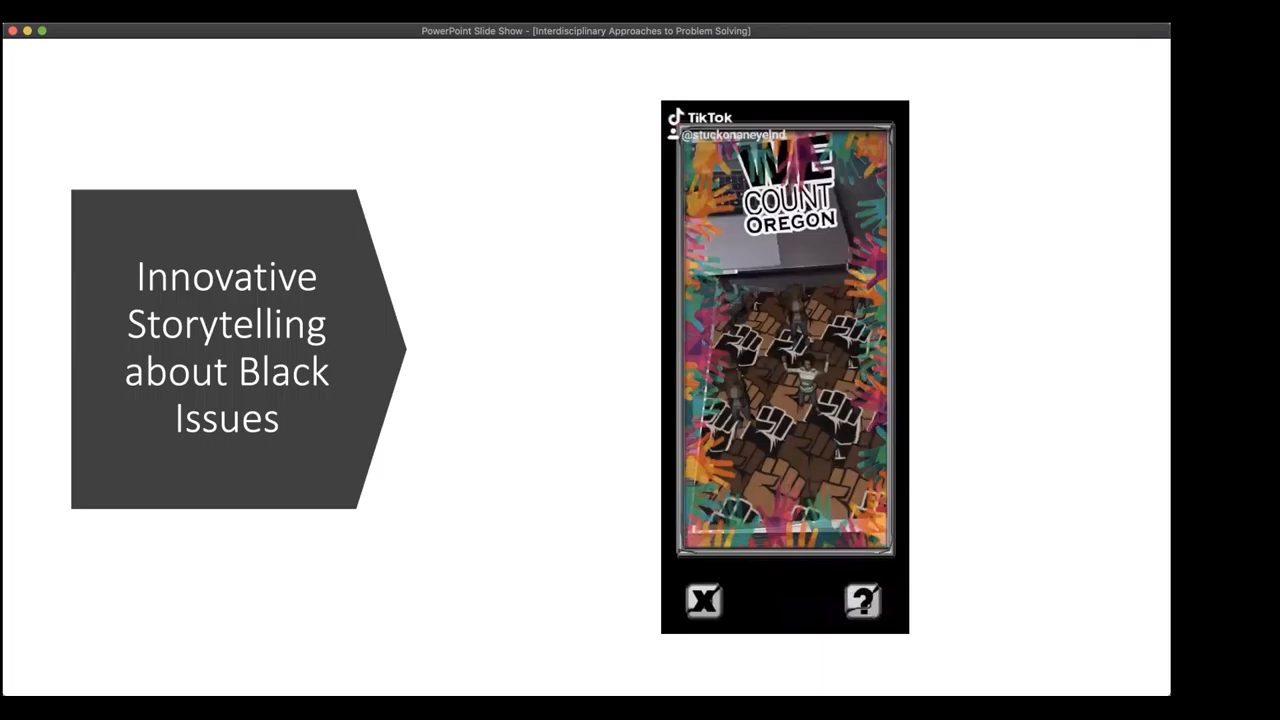 PowerPoint Slide Show - [Interdisciplinary Approaches to Problem Solving]
Innovative
Storytelling
about Black
Issues
TikTok
@stuckonaneyelnd
WE
COUNT
OREGON
X
?